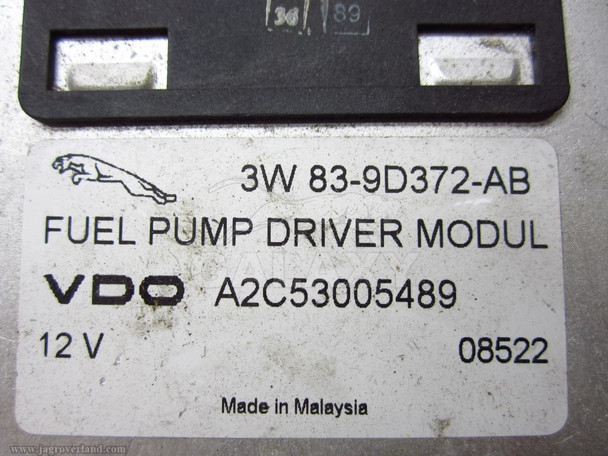 36 89
3W 83-9D372-AB
FUEL PUMP DRIVER MODUL
VDO A2C53005489
12 V 08522
Made in Malaysia
www.jagroverland.com